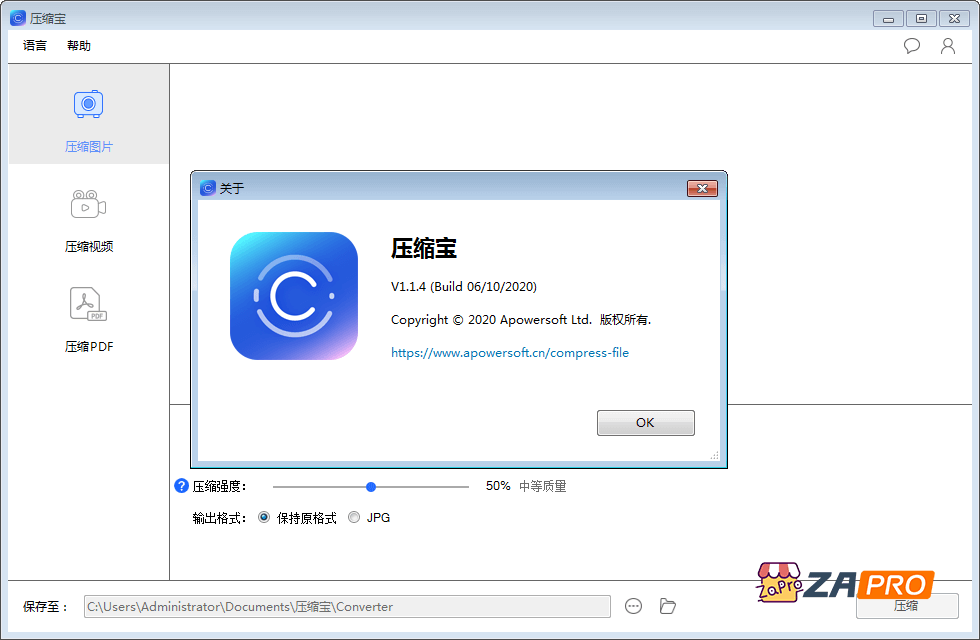 压缩宝
语言 帮助
压缩图片
压缩视频
PDF
压缩PDF
关于
压缩宝
V1.1.4 (Build 06/10/2020)
Copyright © 2020 Apowersoft Ltd. 版权所有.
https://www.apowersoft.cn/compress-file
OK
? 压缩强度： 50% 中等质量
输出格式： 保持原格式 JPG
保存至： C:\Users\Administrator\Documents\压缩宝\Converter
ZaPro ZAPRO
压缩